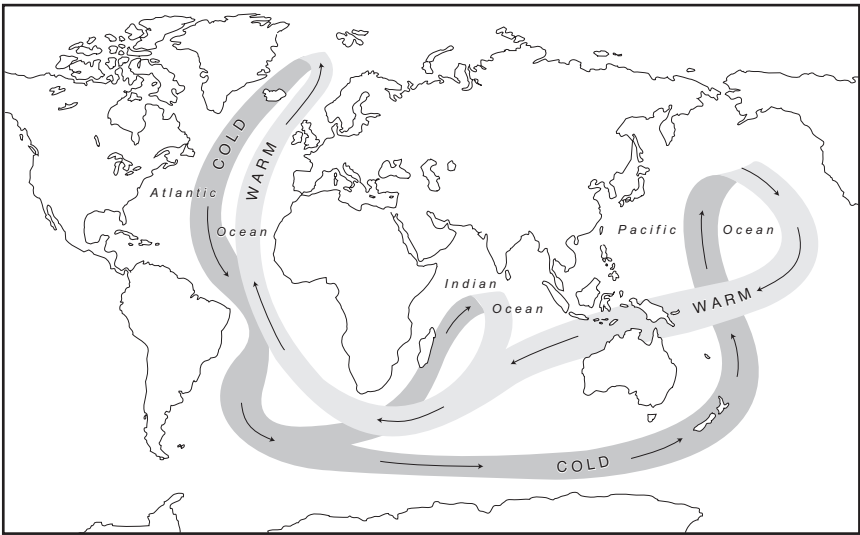 COLD
WARM
Atlantic
Ocean
Pacific Ocean
Indian
Ocean
WARM
COLD